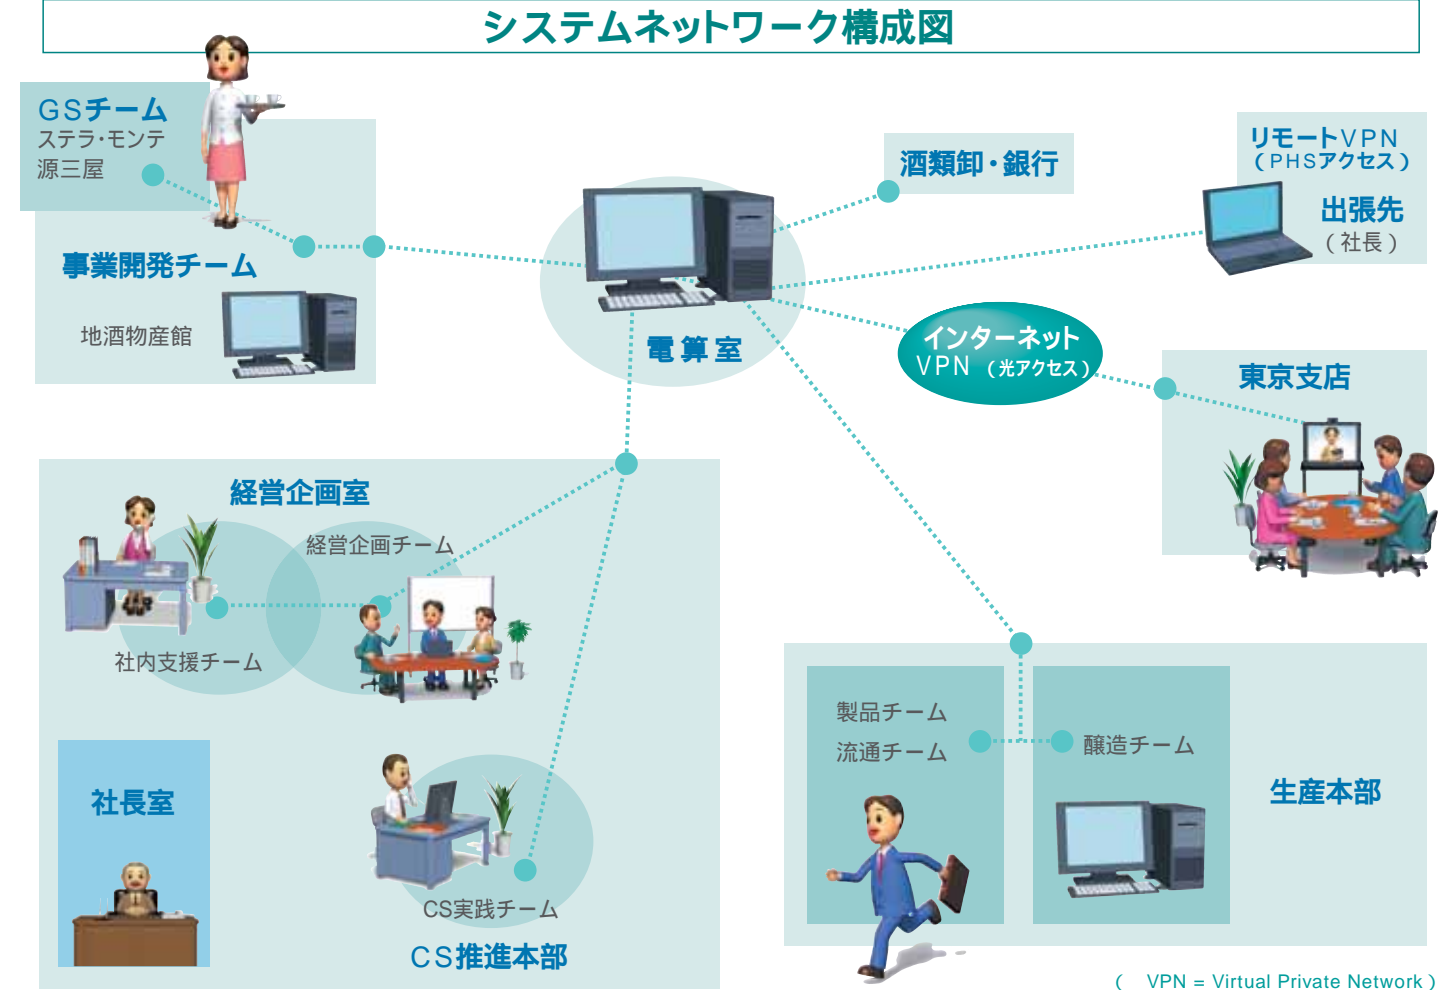 システムネットワーク構成図
GSチーム
ステラ・モンテ
源三屋
事業開発チーム
地酒物産館
電算室
酒類卸・銀行
リモートVPN
(PHSアクセス)
出張先
(社長)
インターネット
VPN (光アクセス)
東京支店
経営企画室
経営企画チーム
社内支援チーム
社長室
CS実践チーム
CS推進本部
製品チーム
流通チーム
醸造チーム
生産本部
( VPN = Virtual Private Network)